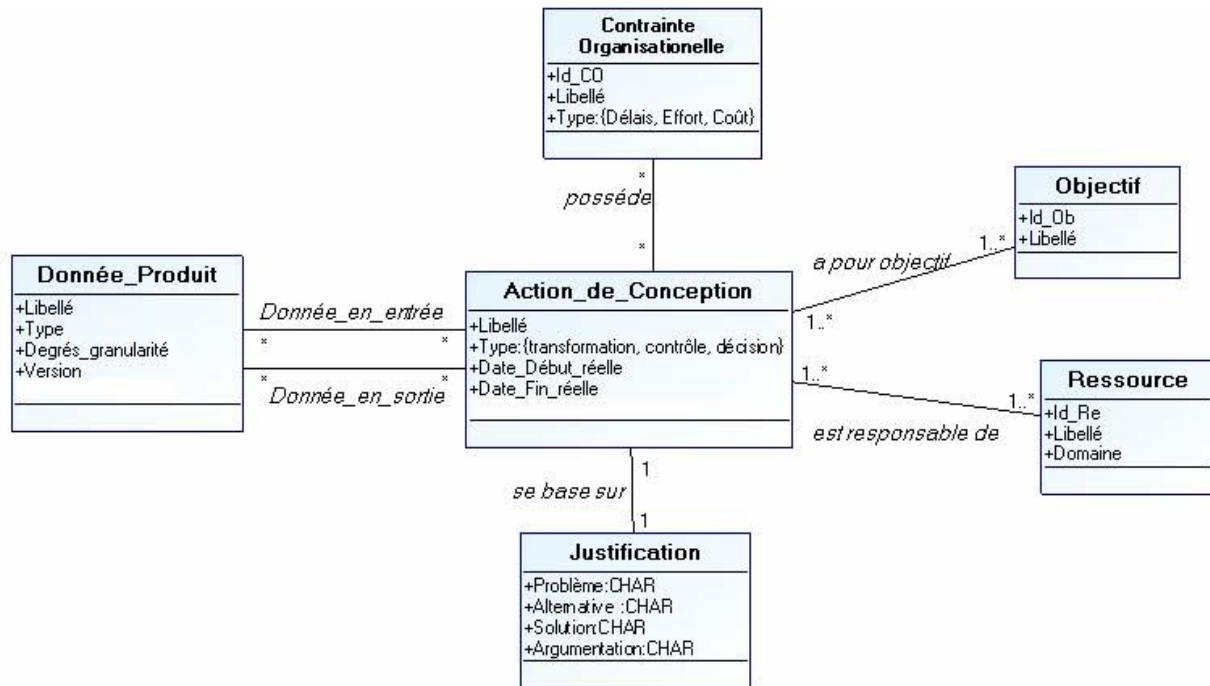 Contrainte
Organisationelle
+Id_CO
+Libellé
+Type:{Délais, Effort, Coût}
*
posséde
*
Objectif
+Id_Ob
+Libellé
1..*
a pour objectif
1..*
Donnée_Produit
+Libellé
+Type
+Degrés_granularité
+Version
Donnée_en_entrée
* *
* *
Donnée_en_sortie
Action_de_Conception
+Libellé
+Type:{transformation, contrôle, décision}
+Date_Début_réelle
+Date_Fin_réelle
1..*
1..*
est responsable de
Ressource
+Id_Re
+Libellé
+Domaine
1
se base sur
1
Justification
+Problème:CHAR
+Alternative :CHAR
+Solution:CHAR
+Argumentation:CHAR